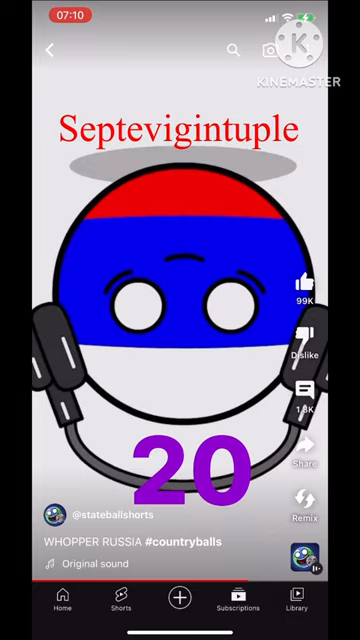 07:10
K
KINEMASTER
Septevigintuple
99K
Dislike
1.8K
Share
20
Remix
@stateballshorts
WHOPPER RUSSIA #countryballs
Original sound
Home
Shorts
Subscriptions
Library